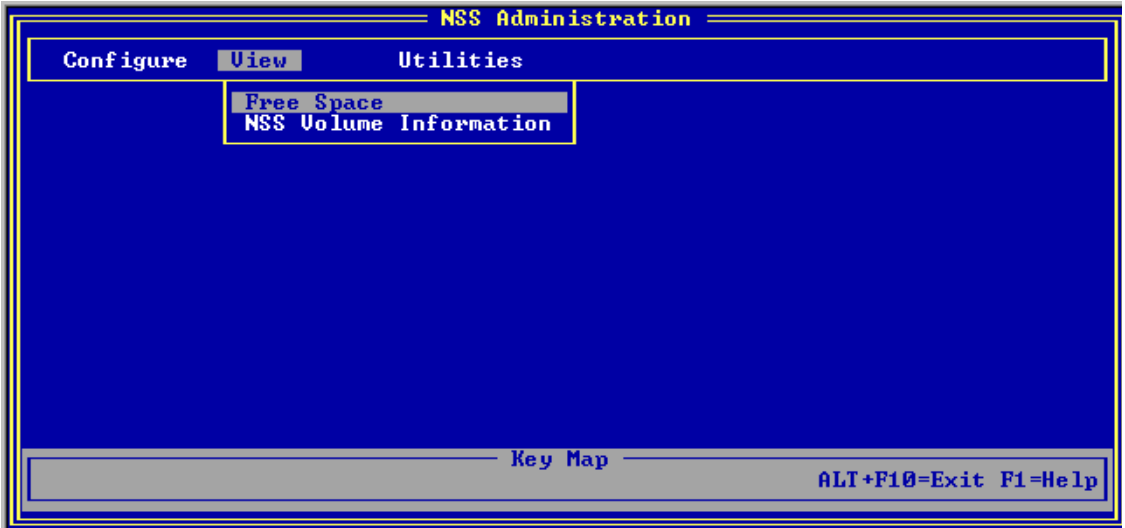 NSS Administration
Configure View Utilities
Free Space
NSS Volume Information
Key Map
ALT+F10=Exit F1=Help